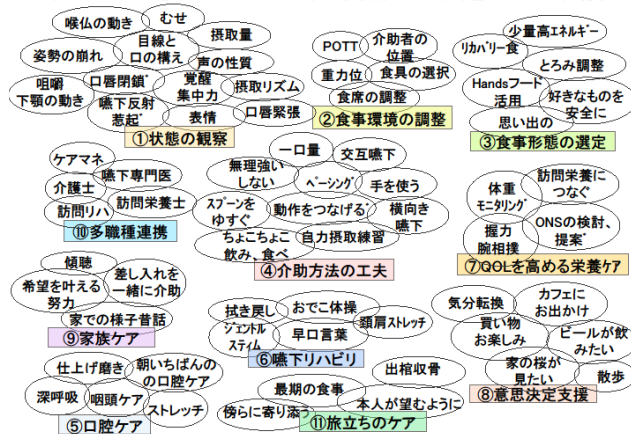 喉仏の動き
むせ
摂取量
姿勢の崩れ
目線と
口の構え
声の性質
咀嚼
下顎の動き
口唇閉鎖
覚醒
集中力
摂取リズム
嚥下反射
惹起
表情
口唇緊張
①状態の観察
POTT
介助者の
位置
重力位
食具の選択
食席の調整
②食事環境の調整
少量高エネルギー
リカバリー食
とろみ調整
Handsフード
活用
好きなものを
安全に
思い出の
③食事形態の選定
ケアマネ
嚥下専門医
介護士
訪問栄養士
訪問リハ
⑩多職種連携
一口量
交互嚥下
無理強い
しない
ペーシング
手を使う
スプーンを
ゆすぐ
動作をつなげる
横向き
嚥下
ちょこちょこ
飲み、食べ
自力摂取練習
④介助方法の工夫
体重
モニタリング
訪問栄養に
つなぐ
握力
腕相撲
ONSの検討、
提案
⑦QOLを高める栄養ケア
傾聴
差し入れを
一緒に介助
希望を叶える
努力
家での様子昔話
⑨家族ケア
拭き戻し
おでこ体操
ジェントル
スティム
早口言葉
頚肩ストレッチ
⑥嚥下リハビリ
気分転換
カフェに
お出かけ
買い物
お楽しみ
ビールが飲
みたい
家の桜が
見たい
散歩
⑧意思決定支援
仕上げ磨き
朝いちばんの
の口腔ケア
深呼吸
咽頭ケア
ストレッチ
⑤口腔ケア
最期の食事
出棺収骨
傍らに寄り添う
本人が望むように
⑪旅立ちのケア